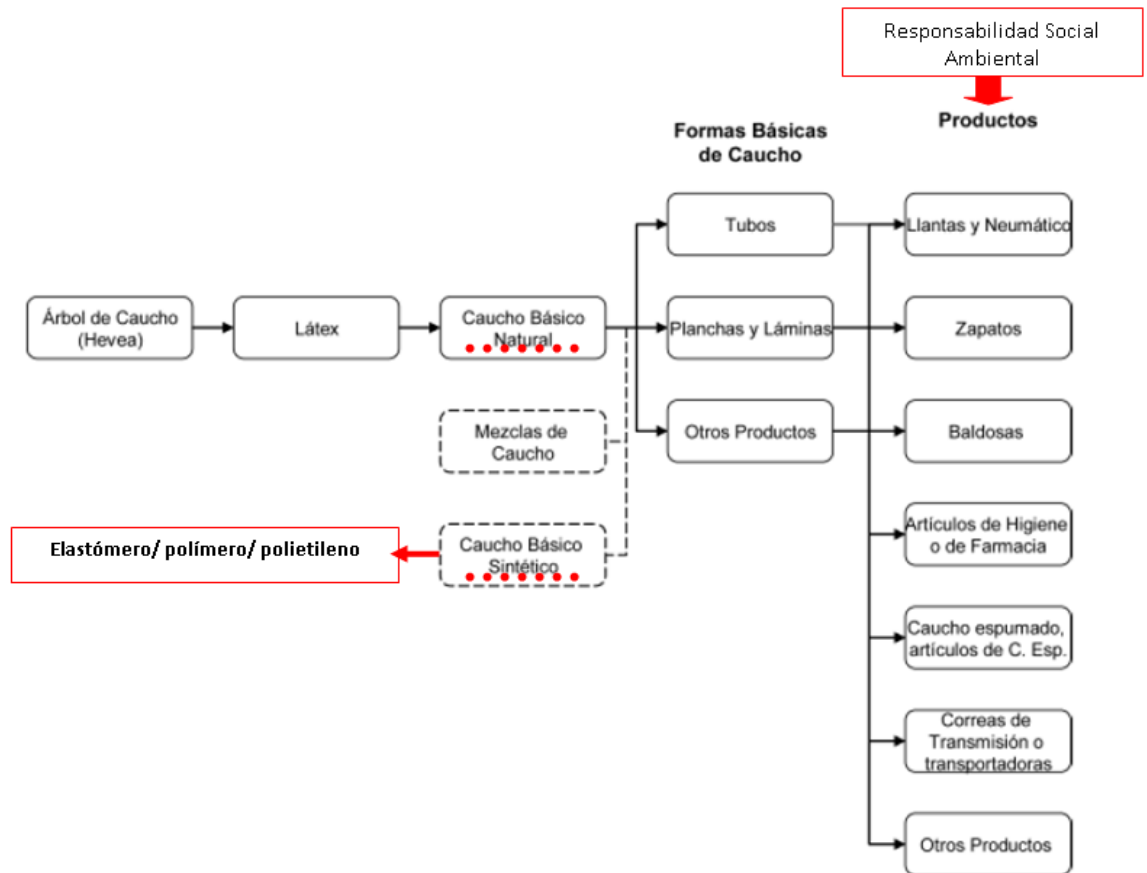 Responsabilidad Social
Ambiental
Productos
Formas Básicas
de Caucho
Tubos
Llantas y Neumático
Árbol de Caucho
(Hevea)
Látex
Caucho Básico
Natural
Planchas y Láminas
Zapatos
Mezclas de
Caucho
Otros Productos
Baldosas
Elastómero/ polímero/ polietileno
Caucho Básico
Sintético
Artículos de Higiene
o de Farmacia
Caucho espumado,
artículos de C. Esp.
Correas de
Transmisión o
transportadoras
Otros Productos